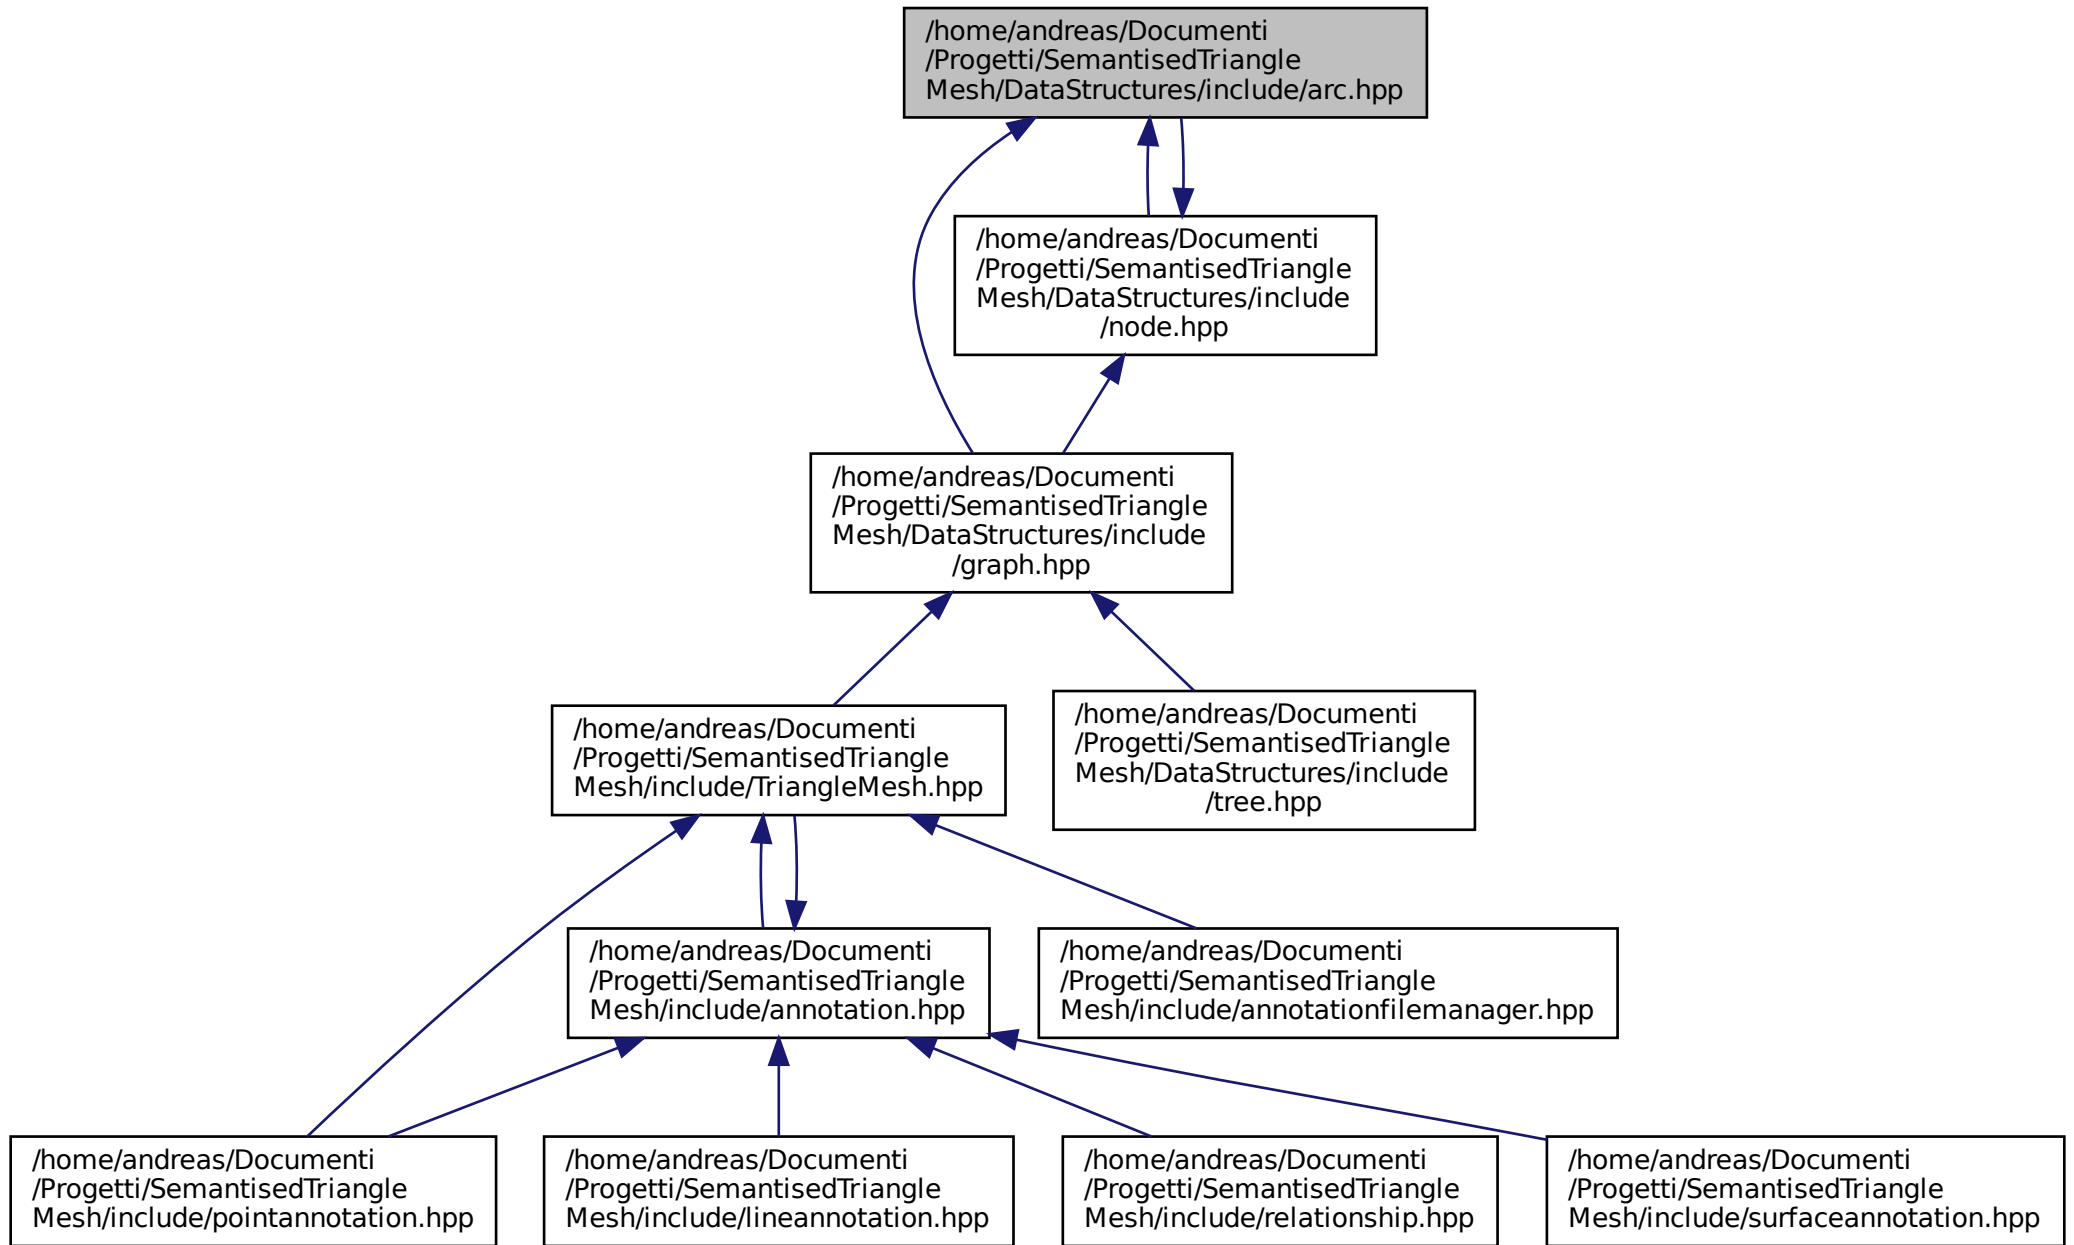 /home/andreas/Documenti
/Progetti/SemantisedTriangle
Mesh/DataStructures/include/arc.hpp
/home/andreas/Documenti
/Progetti/SemantisedTriangle
Mesh/DataStructures/include
/node.hpp
/home/andreas/Documenti
/Progetti/SemantisedTriangle
Mesh/DataStructures/include
/graph.hpp
/home/andreas/Documenti
/Progetti/SemantisedTriangle
Mesh/include/TriangleMesh.hpp
/home/andreas/Documenti
/Progetti/SemantisedTriangle
Mesh/DataStructures/include
/tree.hpp
/home/andreas/Documenti
/Progetti/SemantisedTriangle
Mesh/include/annotation.hpp
/home/andreas/Documenti
/Progetti/SemantisedTriangle
Mesh/include/annotationfilemanager.hpp
/home/andreas/Documenti
/Progetti/SemantisedTriangle
Mesh/include/pointannotation.hpp
/home/andreas/Documenti
/Progetti/SemantisedTriangle
Mesh/include/lineannotation.hpp
/home/andreas/Documenti
/Progetti/SemantisedTriangle
Mesh/include/relationship.hpp
/home/andreas/Documenti
/Progetti/SemantisedTriangle
Mesh/include/surfaceannotation.hpp